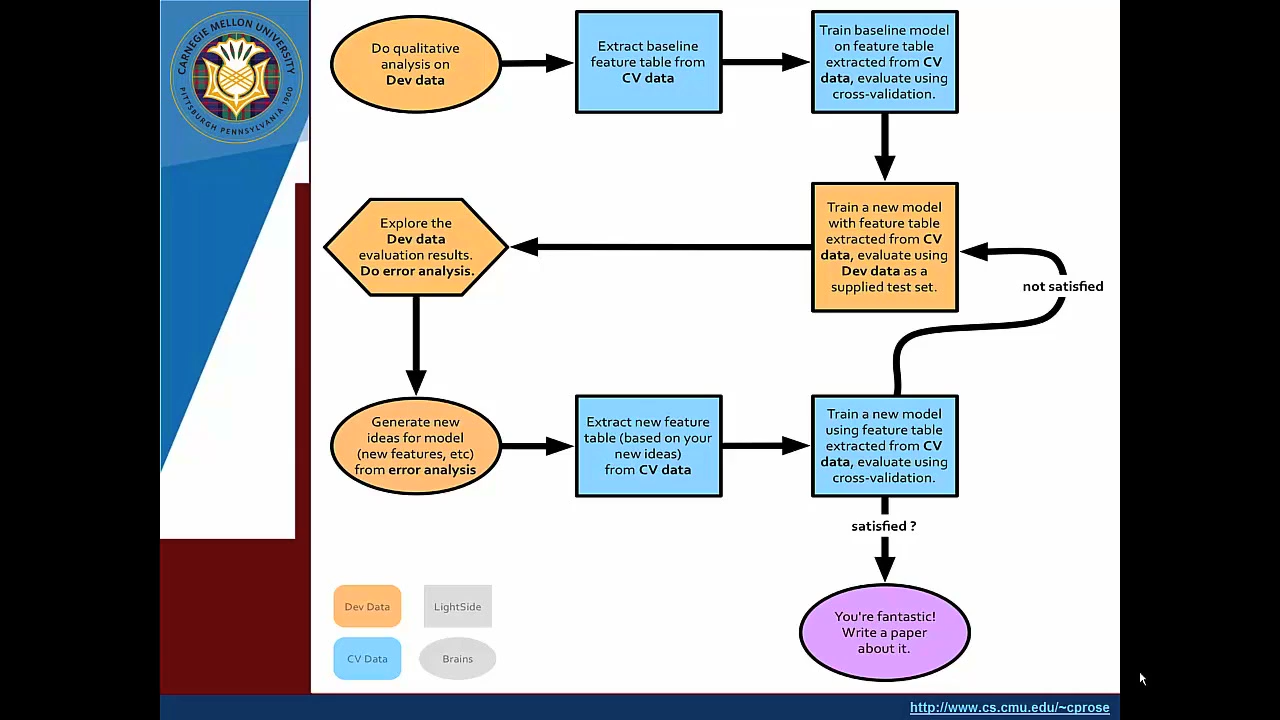 CARNEGIE MELLON UNIVERSITY
PITTSBURGH PENNSYLVANIA 1900
Do qualitative
analysis on
Dev data
Extract baseline
feature table from
CV data
Train baseline model
on feature table
extracted from CV
data, evaluate using
cross-validation.
Explore the
Dev data
evaluation results.
Do error analysis.
Train a new model
with feature table
extracted from CV
data, evaluate using
Dev data as a
supplied test set.
not satisfied
Generate new
ideas for model
(new features, etc)
from error analysis
Extract new feature
table (based on your
new ideas)
from CV data
Train a new model
using feature table
extracted from CV
data, evaluate using
cross-validation.
satisfied ?
You're fantastic!
Write a paper
about it.
Dev Data
LightSide
CV Data
Brains
http://www.cs.cmu.edu/~cprose